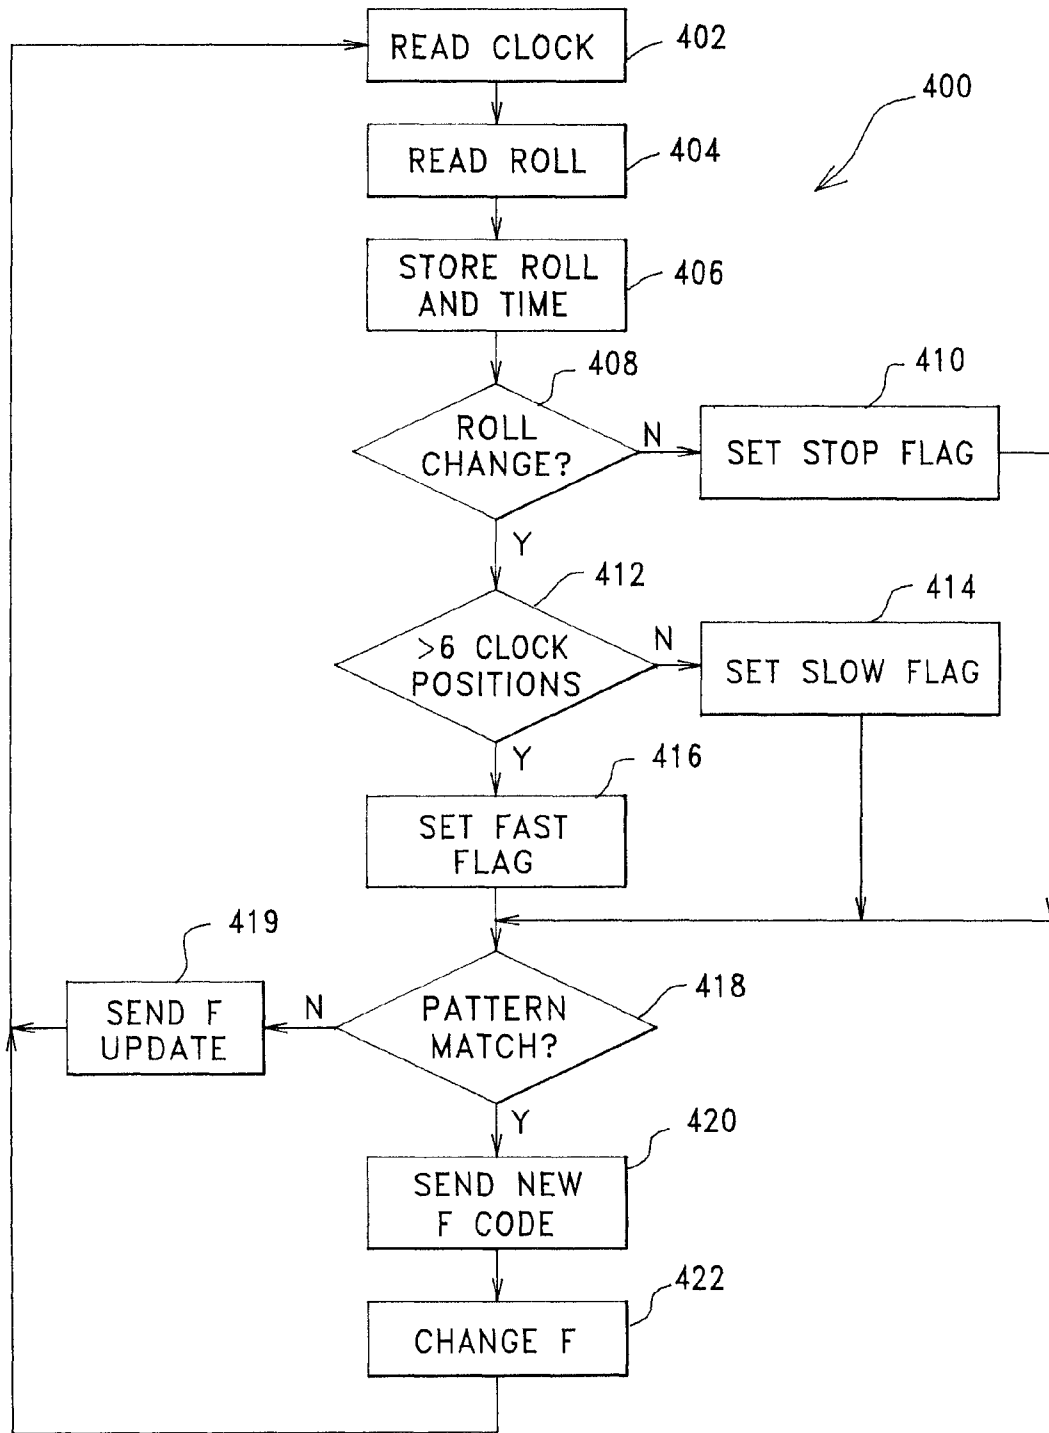 READ CLOCK
402
400
READ ROLL
404
STORE ROLL
AND TIME
406
408
410
ROLL
CHANGE?
N
SET STOP FLAG
Y
412
414
>6 CLOCK
POSITIONS
N
SET SLOW FLAG
Y
416
SET FAST
FLAG
419
418
SEND F
UPDATE
N
PATTERN
MATCH?
Y
420
SEND NEW
F CODE
422
CHANGE F